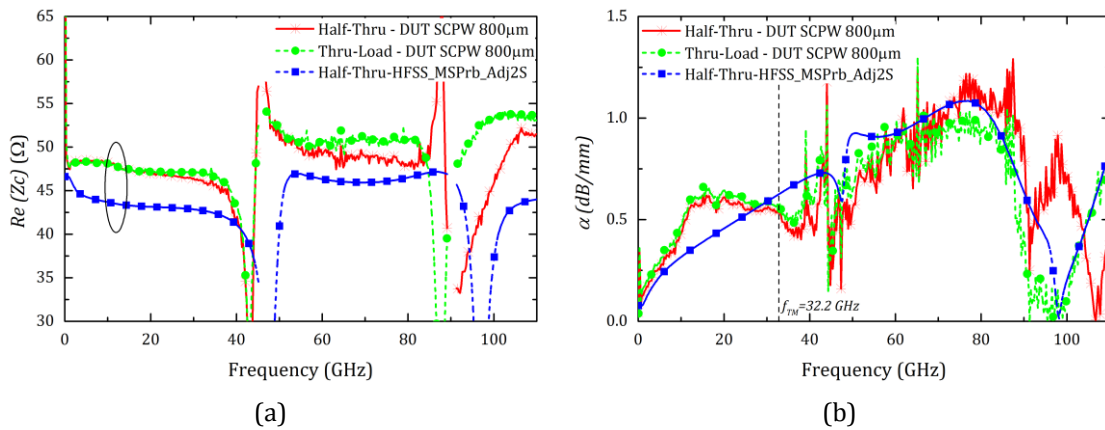 65
60
55
50
45
40
35
30
Re (Zc) (Ω)
0 20 40 60 80 100
Frequency (GHz)
Half-Thru - DUT SCPW 800μm
Thru-Load - DUT SCPW 800μm
Half-Thru-HFSS_MSPrb_Adj2S
(a)
1.5
1.0
0.5
0.0
α (dB/mm)
0 20 40 60 80 100
Frequency (GHz)
Half-Thru - DUT SCPW 800μm
Thru-Load - DUT SCPW 800μm
Half-Thru-HFSS_MSPrb_Adj2S
f_TM=32.2 GHz
(b)